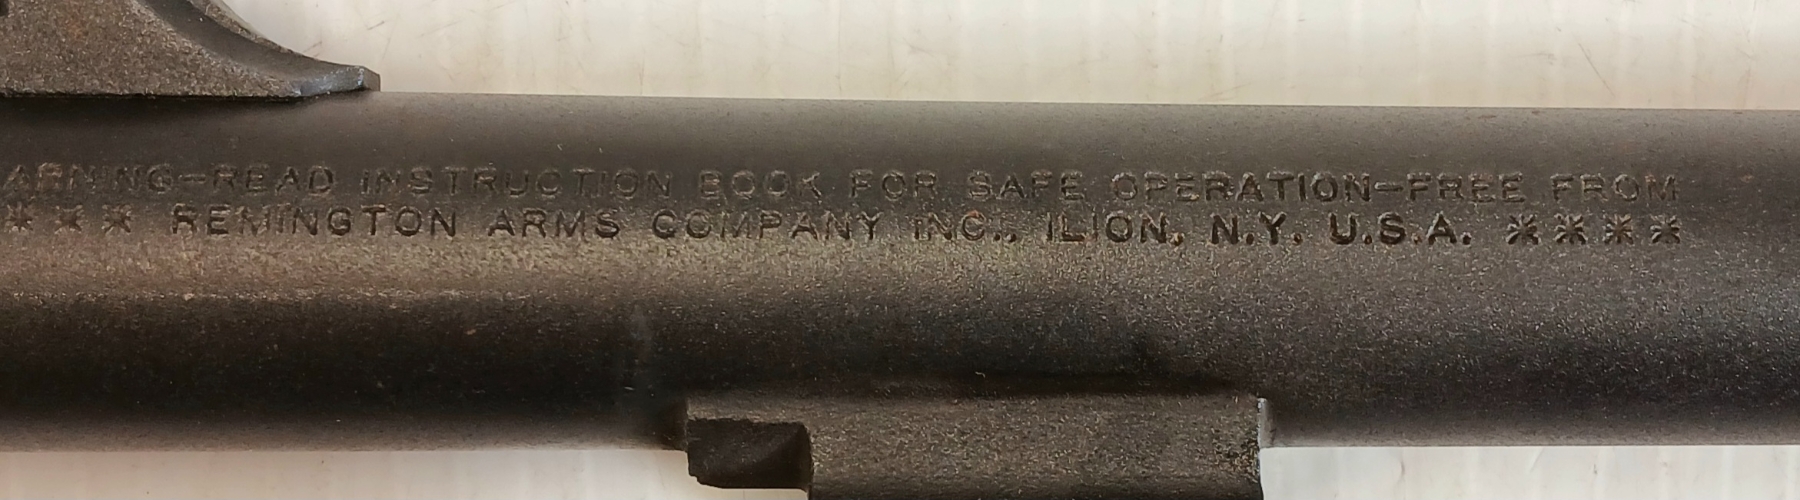 ARNING-READ INSTRUCTION BOOK FOR SAFE OPERATION-FREE FROM
✳ ✳ ✳ REMINGTON ARMS COMPANY INC., ILION, N.Y. U.S.A. ✳ ✳ ✳ ✳